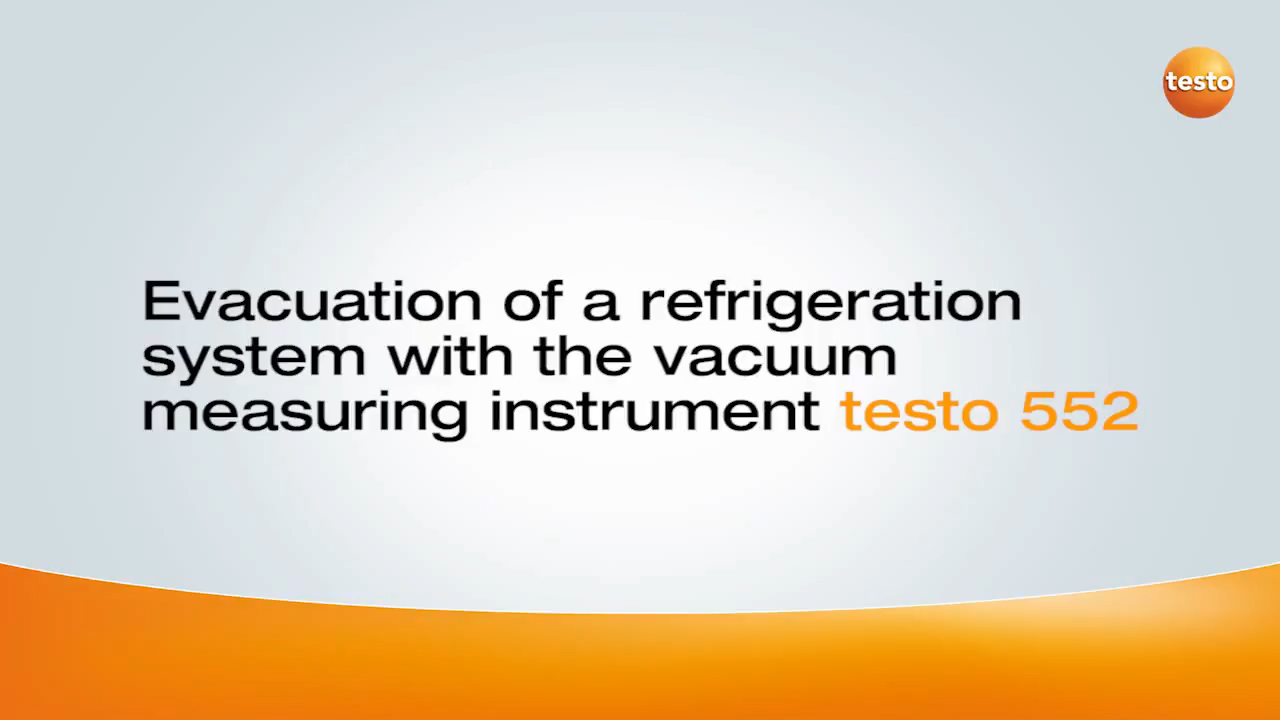 testo
Evacuation of a refrigeration
system with the vacuum
measuring instrument testo 552